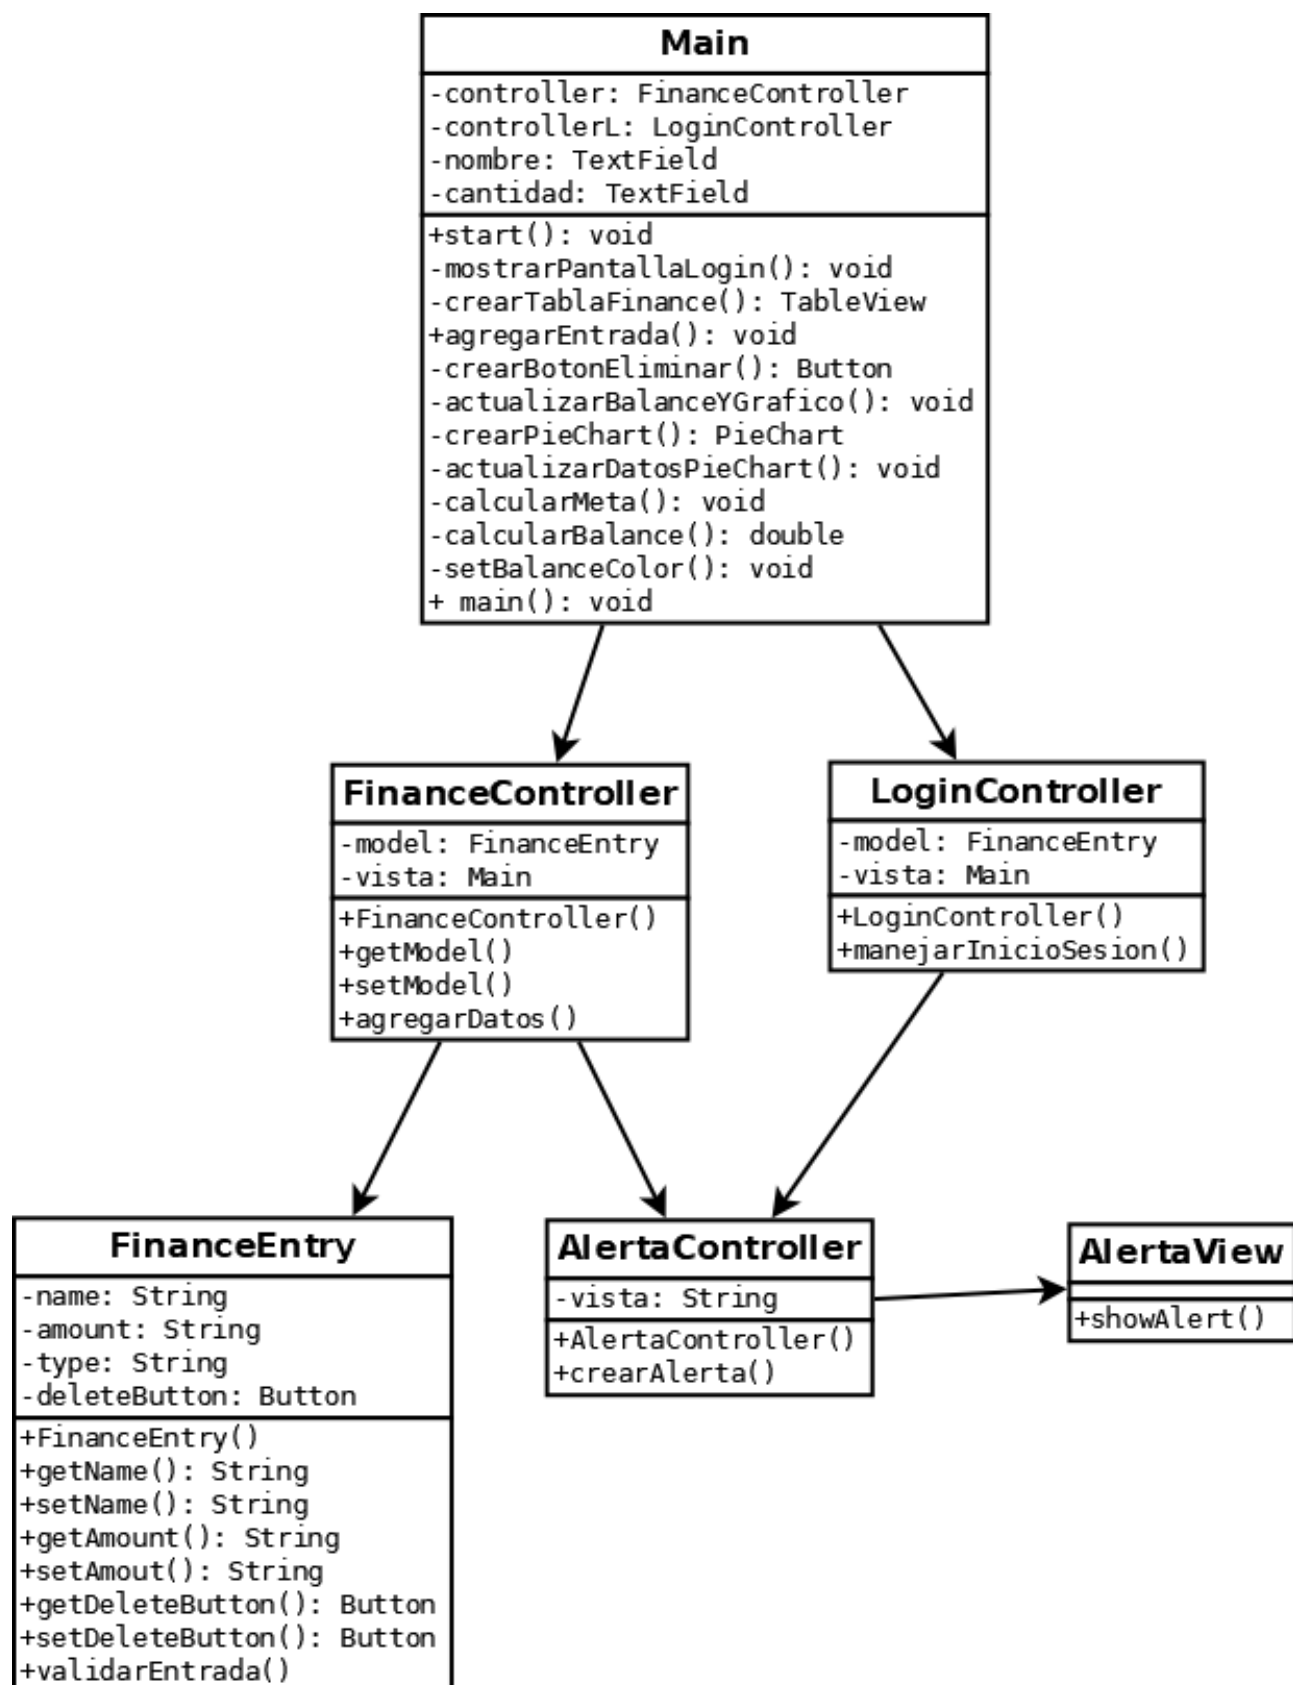 Main
-controller: FinanceController
-controllerL: LoginController
-nombre: TextField
-cantidad: TextField
+start(): void
-mostrarPantallaLogin(): void
-crearTablaFinance(): TableView
+agregarEntrada(): void
-crearBotonEliminar(): Button
-actualizarBalanceYGrafico(): void
-crearPieChart(): PieChart
-actualizarDatosPieChart(): void
-calcularMeta(): void
-calcularBalance(): double
-setBalanceColor(): void
+ main(): void
FinanceController
-model: FinanceEntry
-vista: Main
+FinanceController()
+getModel()
+setModel()
+agregarDatos()
LoginController
-model: FinanceEntry
-vista: Main
+LoginController()
+manejarInicioSesion()
FinanceEntry
-name: String
-amount: String
-type: String
-deleteButton: Button
+FinanceEntry()
+getName(): String
+setName(): String
+getAmount(): String
+setAmout(): String
+getDeleteButton(): Button
+setDeleteButton(): Button
+validarEntrada()
AlertaController
-vista: String
+AlertaController()
+crearAlerta()
AlertaView
+showAlert()